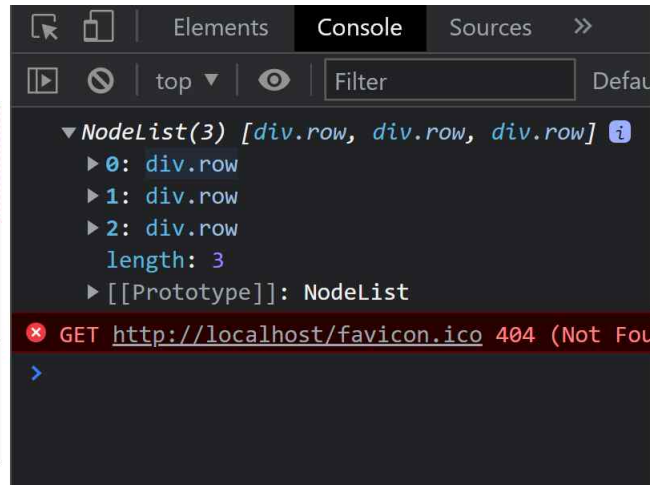 Elements Console Sources »
top ▼ Filter Defau
▼ NodeList(3) [div.row, div.row, div.row] i
▶ 0: div.row
▶ 1: div.row
▶ 2: div.row
length: 3
▶ [[Prototype]]: NodeList
GET http://localhost/favicon.ico 404 (Not Fou
>